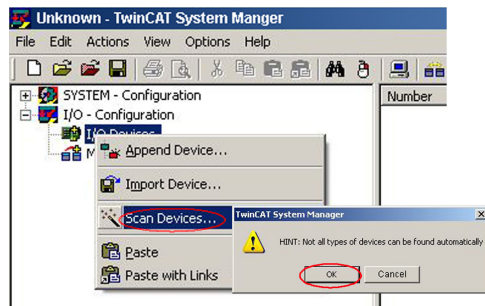 Unknown - TwinCAT System Manger
File Edit Actions View Options Help
SYSTEM - Configuration
Number
I/O - Configuration
I/O Devices
M
Append Device...
Import Device...
Scan Devices...
TwinCAT System Manager
HINT: Not all types of devices can be found automatically
OK Cancel
Paste
Paste with Links